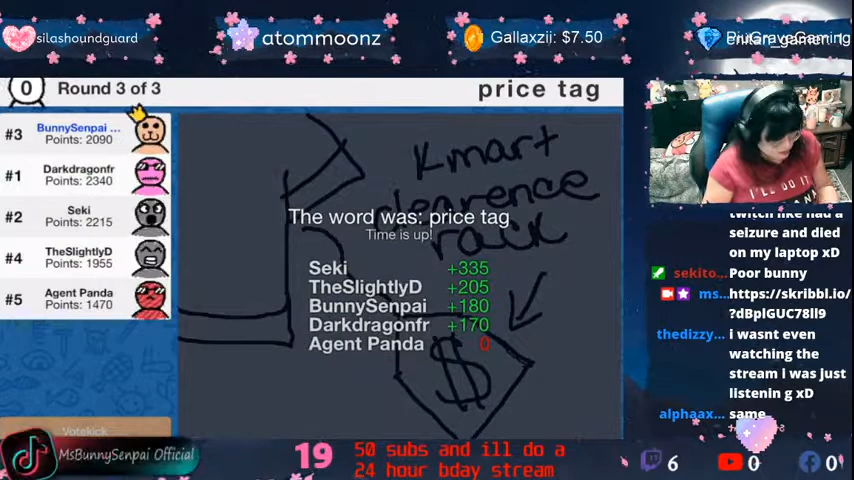 silashoundguard
atommoonz
Gallaxzii: $7.50
0
Round 3 of 3
price tag
#3
BunnySenpai ...
Points: 2090
#1
Darkdragonfr
Points: 2340
#2
Seki
Points: 2215
#4
TheSlightlyD
Points: 1955
#5
Agent Panda
Points: 1470
Votekick
Kmart
clearence
rack
$
The word was: price tag
Time is up!
Seki +335
TheSlightlyD +205
BunnySenpai +180
Darkdragonfr +170
Agent Panda 0
I'LL DO IT
twitch like had a
seizure and died
on my laptop xD
sekito... Poor bunny
ms... https://skribbl.io/
thedizzy... i wasnt even
watching the
stream i was just
listenin g xD
alphaax... same
MsBunnySenpai Official
19
50 subs and ill do a
24 hour bday stream
6
0
0